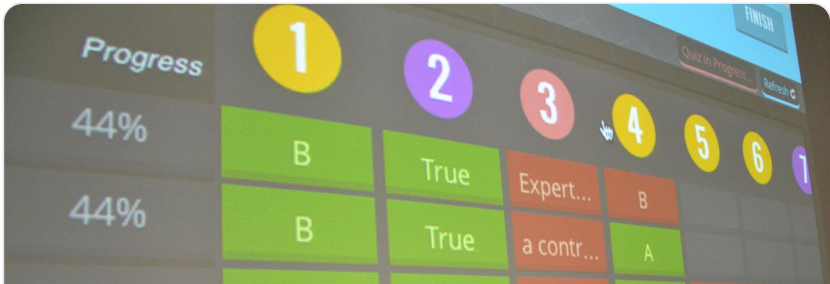 FINISH
Quiz in Progress...
Refresh
Progress 1 2 3 4 5 6 7
44% B True Expert... B
44% B True a contr... A